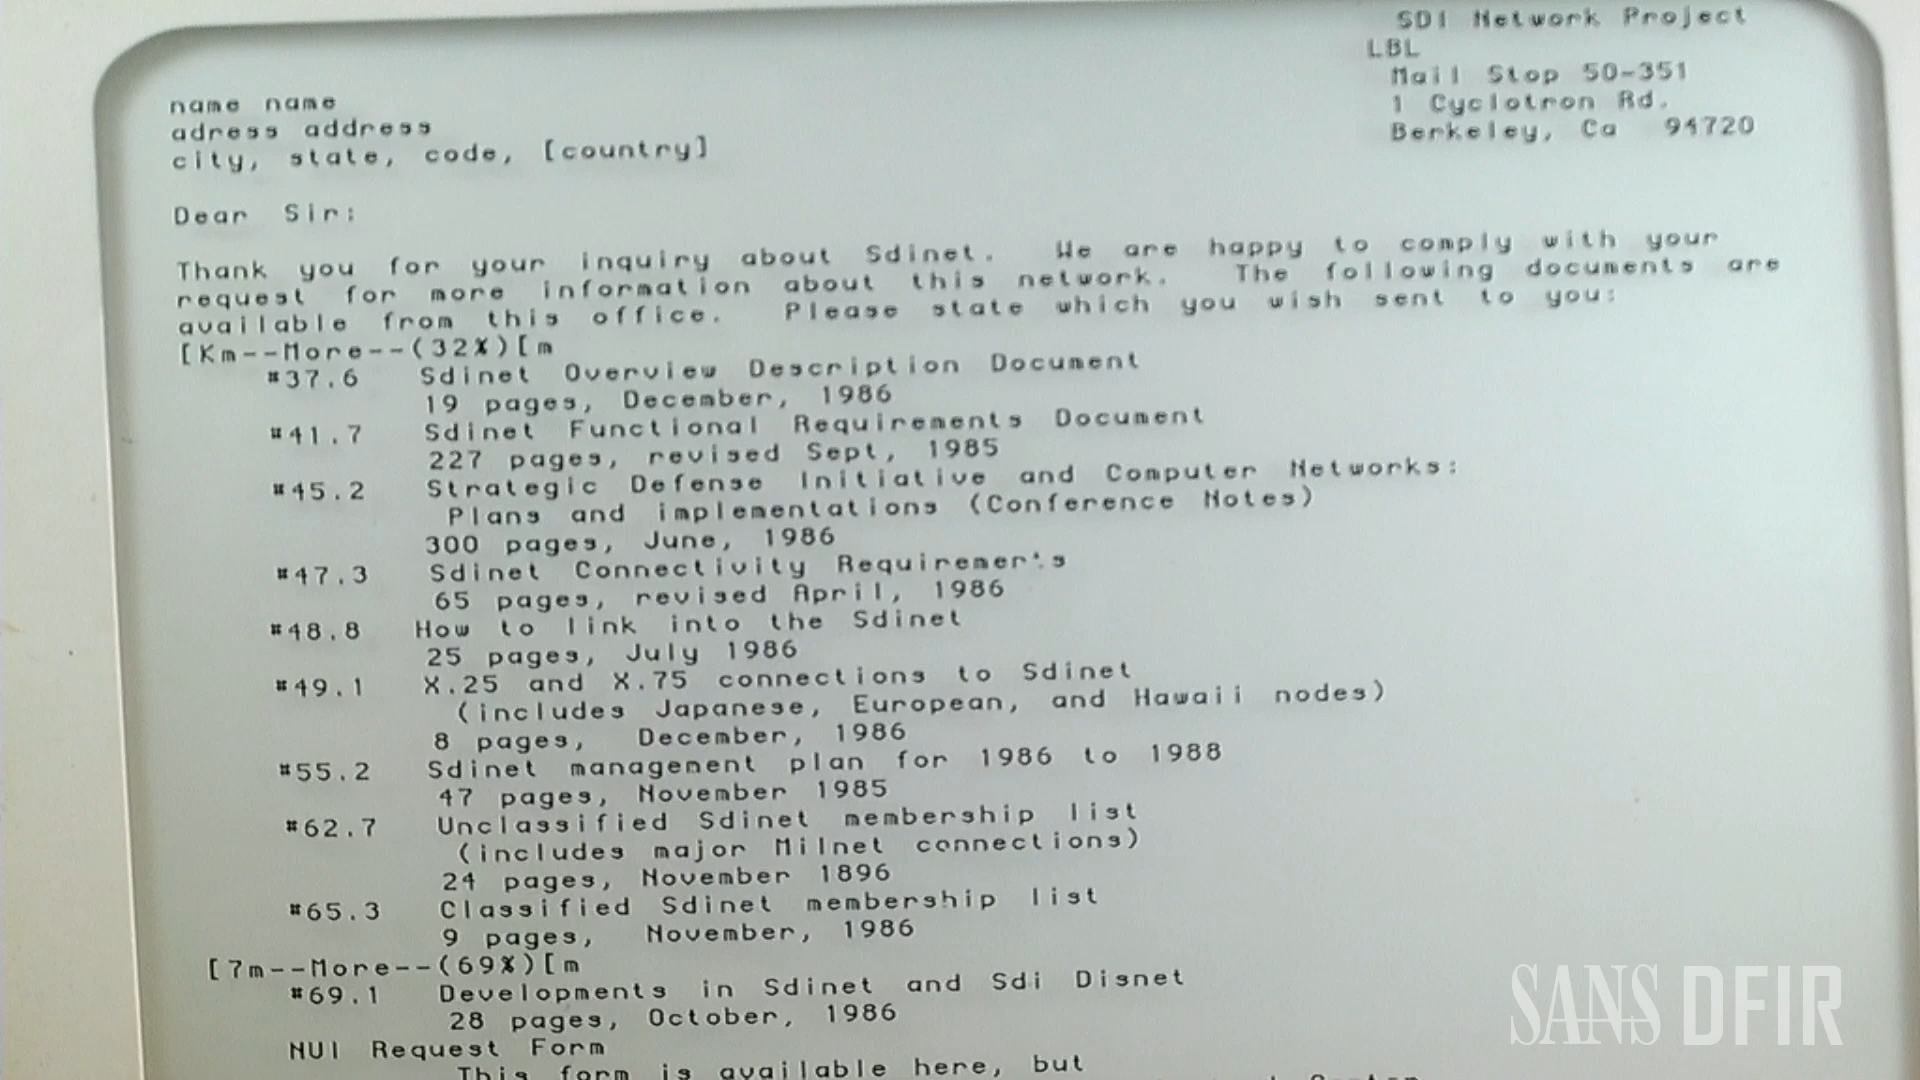 SDI Network Project
LBL
Mail Stop 50-351
1 Cyclotron Rd.
Berkeley, Ca 94720
name name
adress address
city, state, code, [country]
Dear Sir:
Thank you for your inquiry about Sdinet. We are happy to comply with your
request for more information about this network. The following documents are
available from this office. Please state which you wish sent to you:
[Km--More--(32%)[m
#37.6 Sdinet Overview Description Document
19 pages, December, 1986
#41.7 Sdinet Functional Requirements Document
227 pages, revised Sept, 1985
#45.2 Strategic Defense Initiative and Computer Networks:
Plans and implementations (Conference Notes)
300 pages, June, 1986
#47.3 Sdinet Connectivity Requirements
65 pages, revised April, 1986
#48.8 How to link into the Sdinet
25 pages, July 1986
#49.1 X.25 and X.75 connections to Sdinet
(includes Japanese, European, and Hawaii nodes)
8 pages, December, 1986
#55.2 Sdinet management plan for 1986 to 1988
47 pages, November 1985
#62.7 Unclassified Sdinet membership list
(includes major Milnet connections)
24 pages, November 1896
#65.3 Classified Sdinet membership list
9 pages, November, 1986
[7m--More--(69%)[m
#69.1 Developments in Sdinet and Sdi Disnet
28 pages, October, 1986
NUI Request Form
This form is available here, but
SANS DFIR